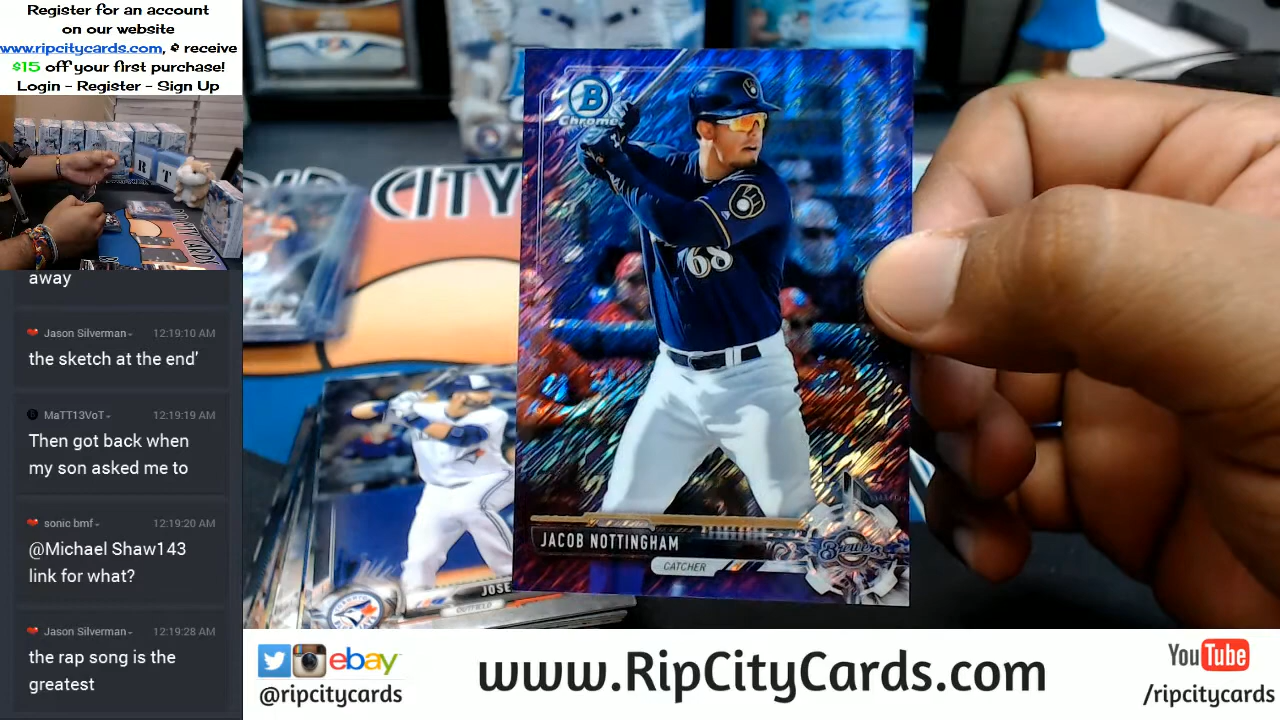 Register for an account
on our website
www.ripcitycards.com, & receive
$15 off your first purchase!
Login - Register - Sign Up
away
Jason Silverman 12:19:10 AM
the sketch at the end'
MaTT13VoT 12:19:19 AM
Then got back when
my son asked me to
sonic bmf 12:19:20 AM
@Michael Shaw143
link for what?
Jason Silverman 12:19:28 AM
the rap song is the
greatest
CITY
B
Chrome
68
JACOB NOTTINGHAM
CATCHER
Brewers
JOSE
OUTFIELD
ebay
@ripcitycards
www.RipCityCards.com
YouTube
/ripcitycards